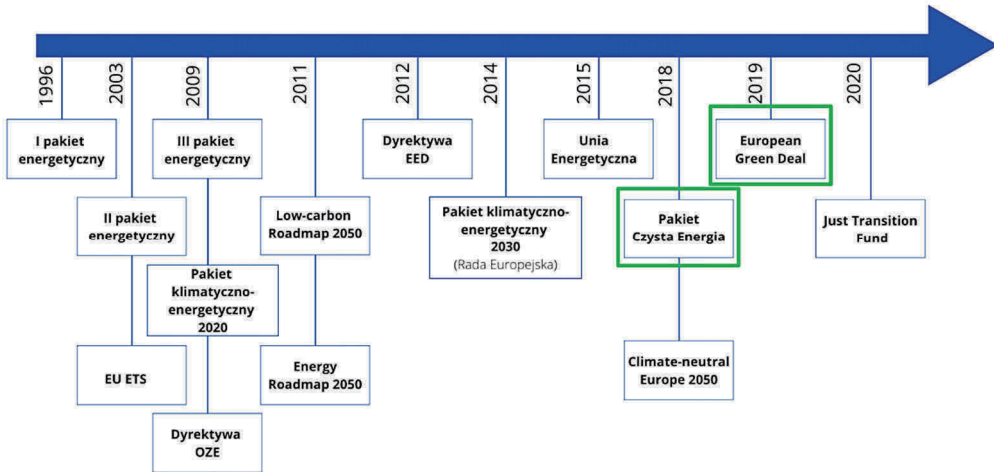 1996
2003
2009
2011
2012
2014
2015
2018
2019
2020
I pakiet
energetyczny
III pakiet
energetyczny
Dyrektywa
EED
Unia
Energetyczna
European
Green Deal
II pakiet
energetyczny
Low-carbon
Roadmap 2050
Pakiet klimatyczno-
energetyczny
2030
(Rada Europejska)
Pakiet
Czysta Energia
Just Transition
Fund
Pakiet
klimatyczno-
energetyczny
2020
EU ETS
Energy
Roadmap 2050
Climate-neutral
Europe 2050
Dyrektywa
OZE